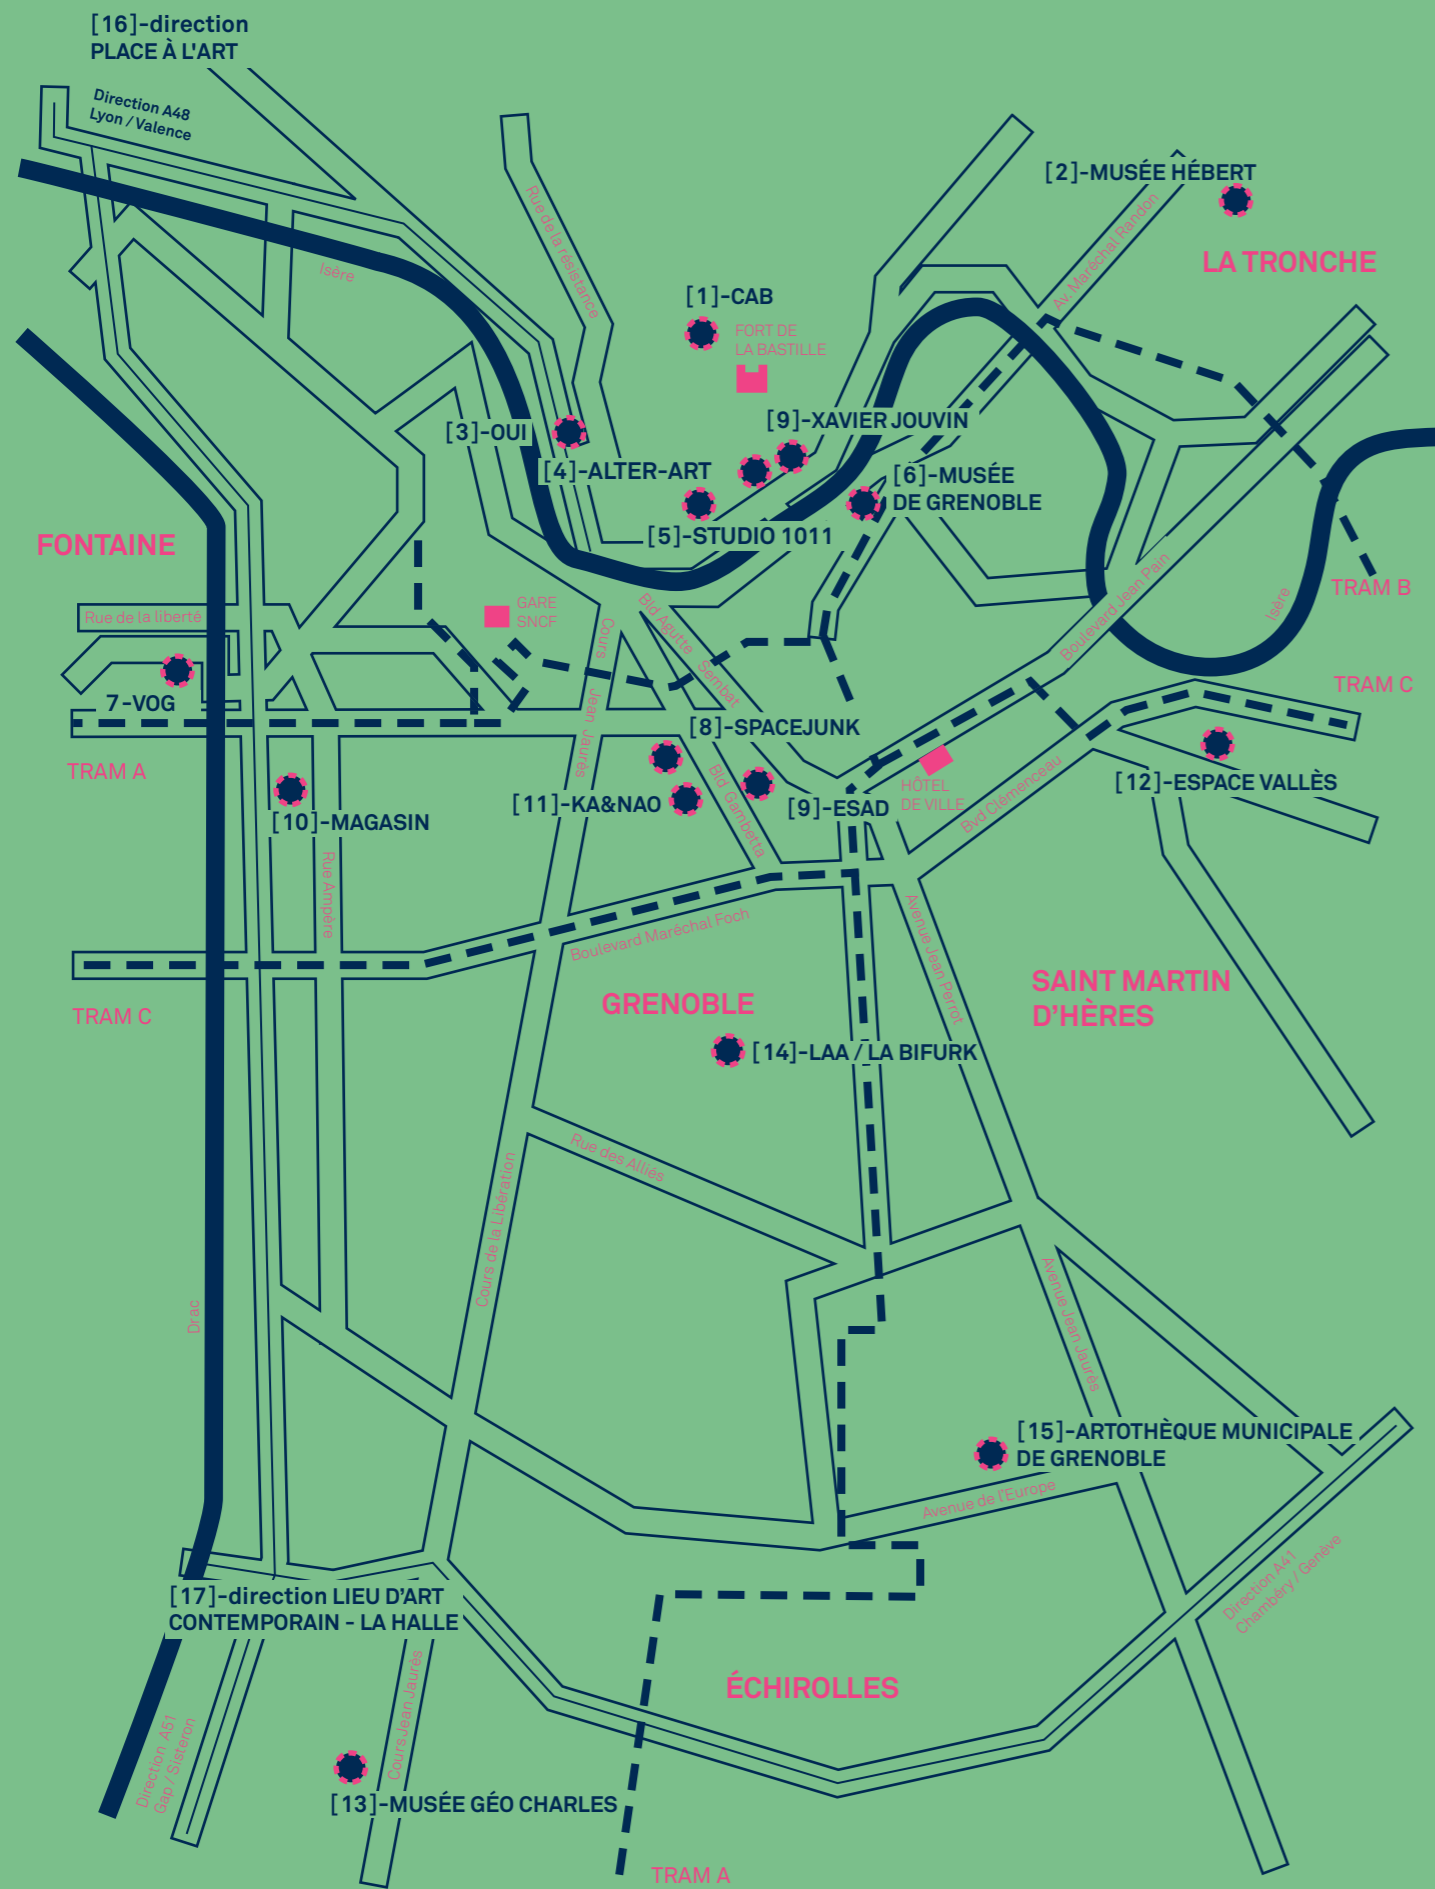 [16]-direction
PLACE À L'ART
Direction A48
Lyon / Valence
Rue de la résistance
[2]-MUSÉE HÉBERT
Av. Maréchal Randon
LA TRONCHE
Isère
[1]-CAB
FORT DE
LA BASTILLE
[9]-XAVIER JOUVIN
[3]-OUI
[4]-ALTER-ART
[6]-MUSÉE
DE GRENOBLE
[5]-STUDIO 1011
FONTAINE
TRAM B
Boulevard Jean Pain
Isère
GARE
SNCF
Rue de la liberté
Bld Agutte Sembat
Cours Jean Jaurès
7-VOG
TRAM C
[8]-SPACEJUNK
TRAM A
HÔTEL
DE VILLE
[12]-ESPACE VALLÈS
[11]-KA&NAO
Bld Gambetta
[9]-ESAD
Bvd Clémenceau
[10]-MAGASIN
Rue Ampère
Boulevard Maréchal Foch
Avenue Jean Perrot
SAINT MARTIN
D'HÈRES
GRENOBLE
TRAM C
[14]-LAA / LA BIFURK
Rue des Alliés
Cours de la Libération
Drac
Avenue Jean Jaurès
[15]-ARTOTHÈQUE MUNICIPALE
DE GRENOBLE
Avenue de l'Europe
Direction A41
Chambéry / Genève
[17]-direction LIEU D'ART
CONTEMPORAIN - LA HALLE
ÉCHIROLLES
Cours Jean Jaurès
Direction A51
Gap / Sisteron
[13]-MUSÉE GÉO CHARLES
TRAM A